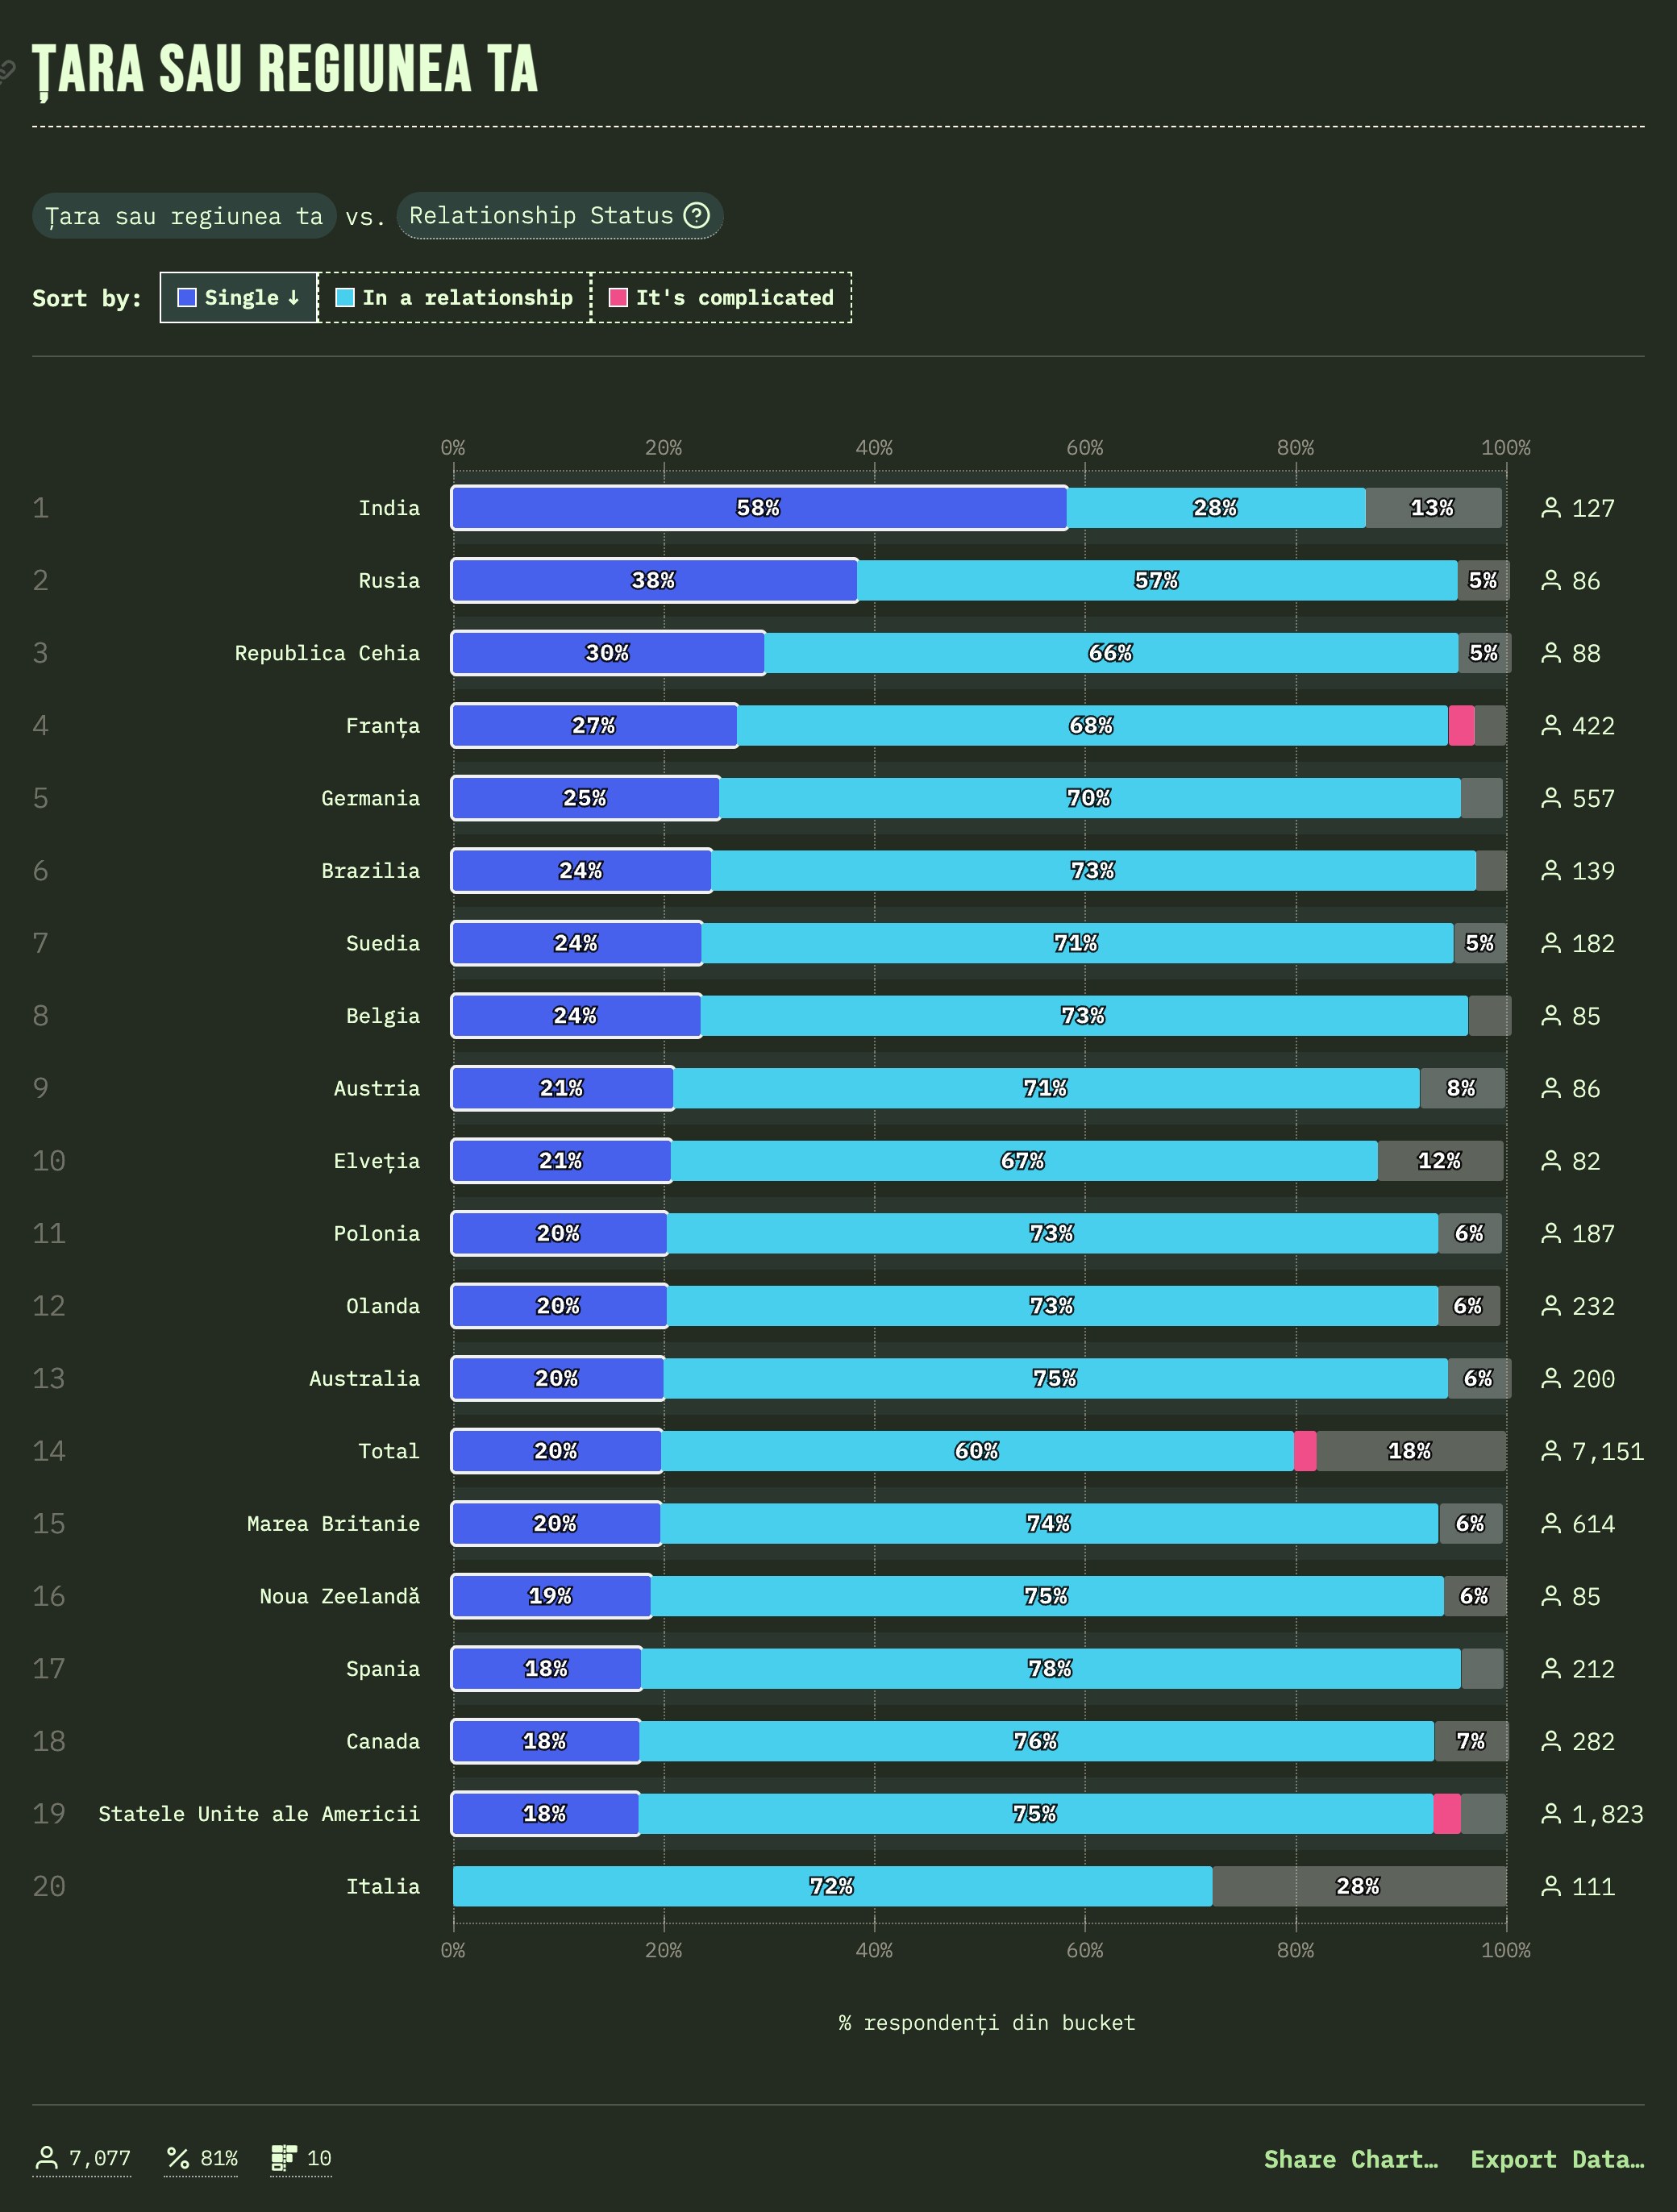 ȚARA SAU REGIUNEA TA
Țara sau regiunea ta vs. Relationship Status ?
Sort by: Single ↓ In a relationship It's complicated
0% 20% 40% 60% 80% 100%
1 India 58% 28% 13% 127
2 Rusia 38% 57% 5% 86
3 Republica Cehia 30% 66% 5% 88
4 Franța 27% 68% 422
5 Germania 25% 70% 557
6 Brazilia 24% 73% 139
7 Suedia 24% 71% 5% 182
8 Belgia 24% 73% 85
9 Austria 21% 71% 8% 86
10 Elveția 21% 67% 12% 82
11 Polonia 20% 73% 6% 187
12 Olanda 20% 73% 6% 232
13 Australia 20% 75% 6% 200
14 Total 20% 60% 18% 7,151
15 Marea Britanie 20% 74% 6% 614
16 Noua Zeelandă 19% 75% 6% 85
17 Spania 18% 78% 212
18 Canada 18% 76% 7% 282
19 Statele Unite ale Americii 18% 75% 1,823
20 Italia 72% 28% 111
0% 20% 40% 60% 80% 100%
% respondenți din bucket
7,077 % 81% 10 Share Chart… Export Data…